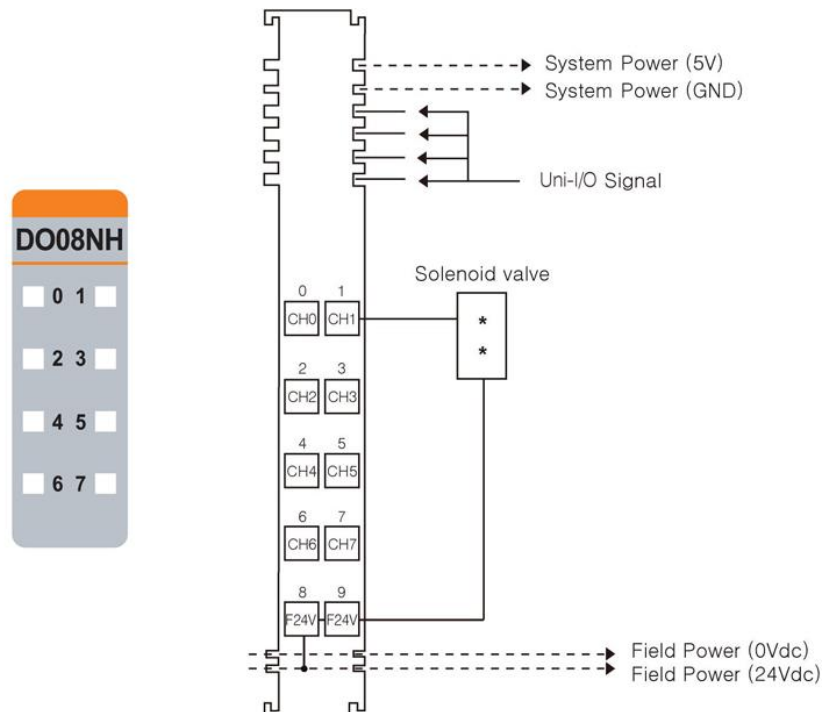 System Power (5V)
System Power (GND)
Uni-I/O Signal
DO08NH
0 1
2 3
4 5
6 7
Solenoid valve
*
*
0 1
CH0 CH1
2 3
CH2 CH3
4 5
CH4 CH5
6 7
CH6 CH7
8 9
F24V F24V
Field Power (0Vdc)
Field Power (24Vdc)